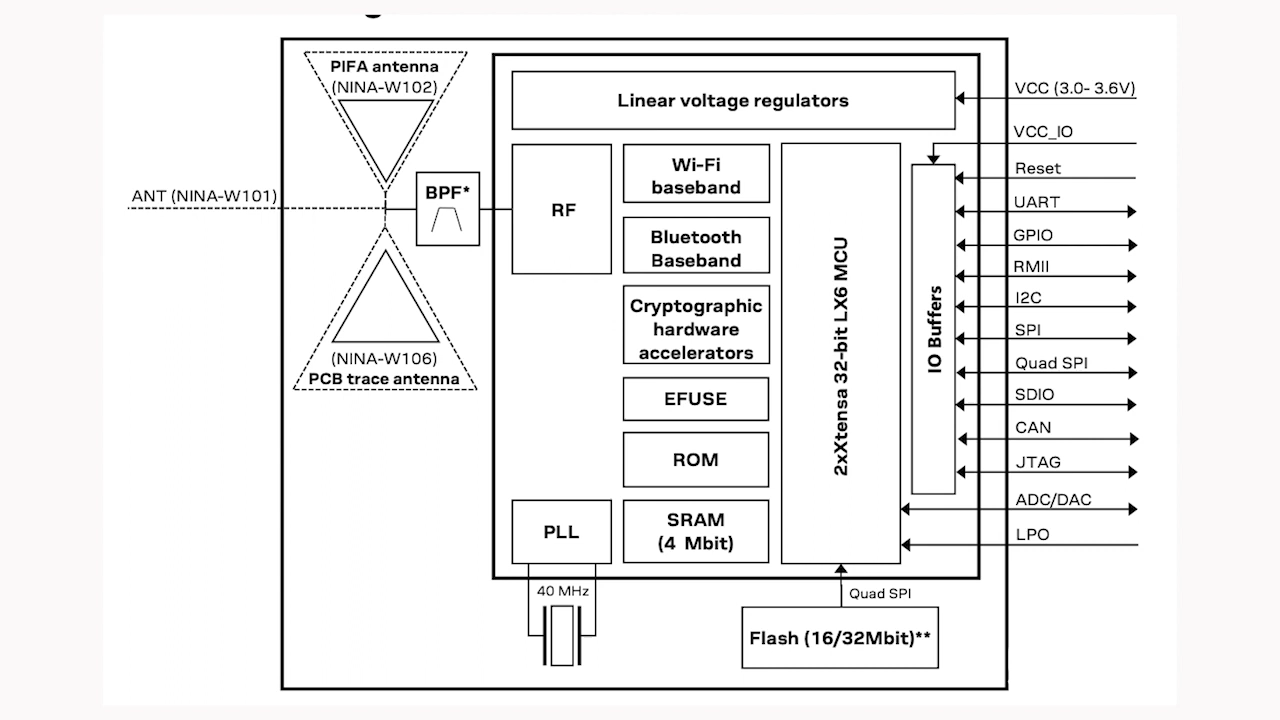 PIFA antenna
(NINA-W102)
ANT (NINA-W101)
BPF*
(NINA-W106)
PCB trace antenna
Linear voltage regulators
RF
Wi-Fi
baseband
Bluetooth
Baseband
Cryptographic
hardware
accelerators
EFUSE
ROM
SRAM
(4 Mbit)
PLL
40 MHz
2xXtensa 32-bit LX6 MCU
IO Buffers
Quad SPI
Flash (16/32Mbit)**
VCC (3.0- 3.6V)
VCC_IO
Reset
UART
GPIO
RMII
I2C
SPI
Quad SPI
SDIO
CAN
JTAG
ADC/DAC
LPO